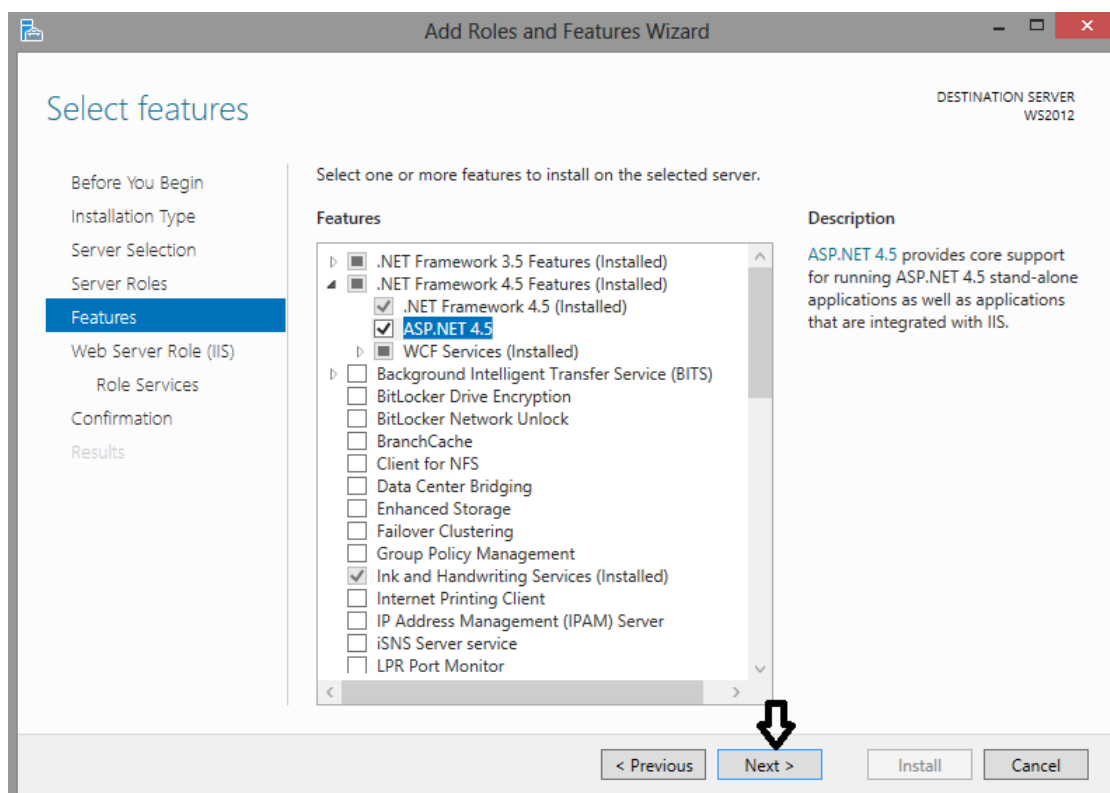 Add Roles and Features Wizard
Select features
DESTINATION SERVER
WS2012
Before You Begin
Installation Type
Server Selection
Server Roles
Features
Web Server Role (IIS)
Role Services
Confirmation
Results
Select one or more features to install on the selected server.
Features
.NET Framework 3.5 Features (Installed)
.NET Framework 4.5 Features (Installed)
.NET Framework 4.5 (Installed)
ASP.NET 4.5
WCF Services (Installed)
Background Intelligent Transfer Service (BITS)
BitLocker Drive Encryption
BitLocker Network Unlock
BranchCache
Client for NFS
Data Center Bridging
Enhanced Storage
Failover Clustering
Group Policy Management
Ink and Handwriting Services (Installed)
Internet Printing Client
IP Address Management (IPAM) Server
iSNS Server service
LPR Port Monitor
Description
ASP.NET 4.5 provides core support
for running ASP.NET 4.5 stand-alone
applications as well as applications
that are integrated with IIS.
< Previous
Next >
Install
Cancel